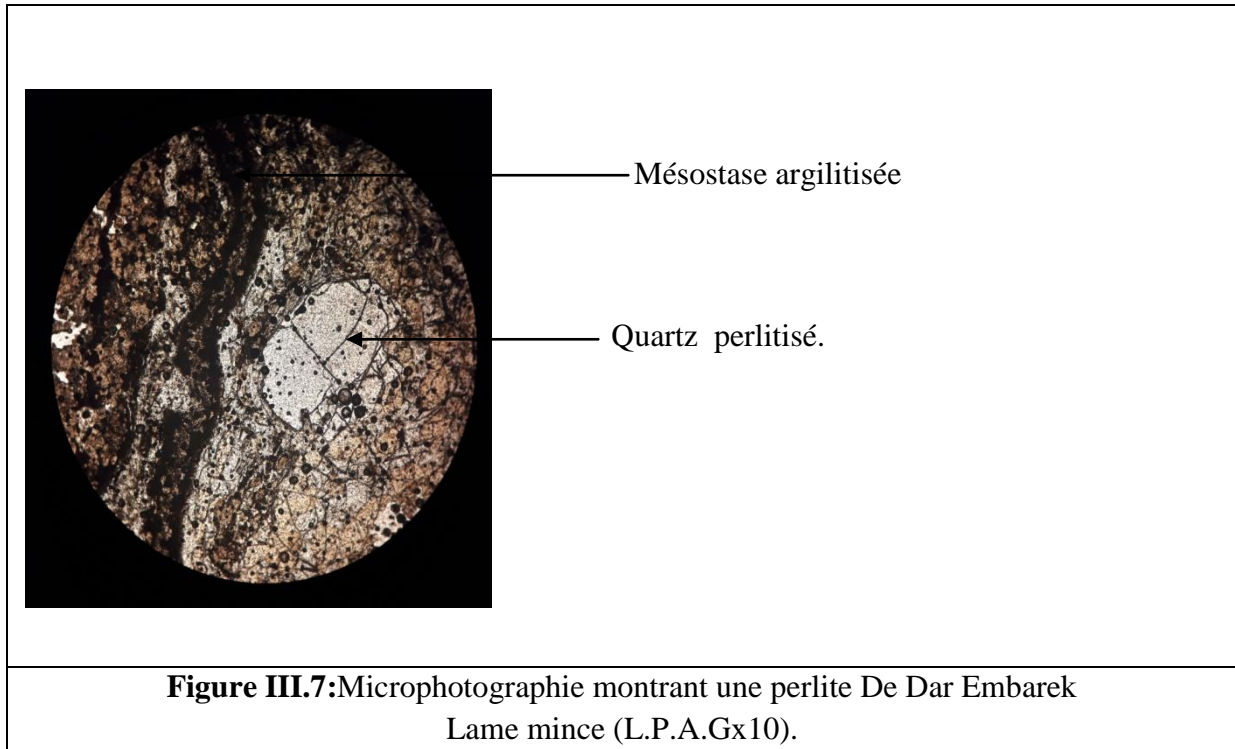 Mésostase argilitisée
Quartz perlitisé.
Figure III.7:Microphotographie montrant une perlite De Dar Embarek
Lame mince (L.P.A.Gx10).